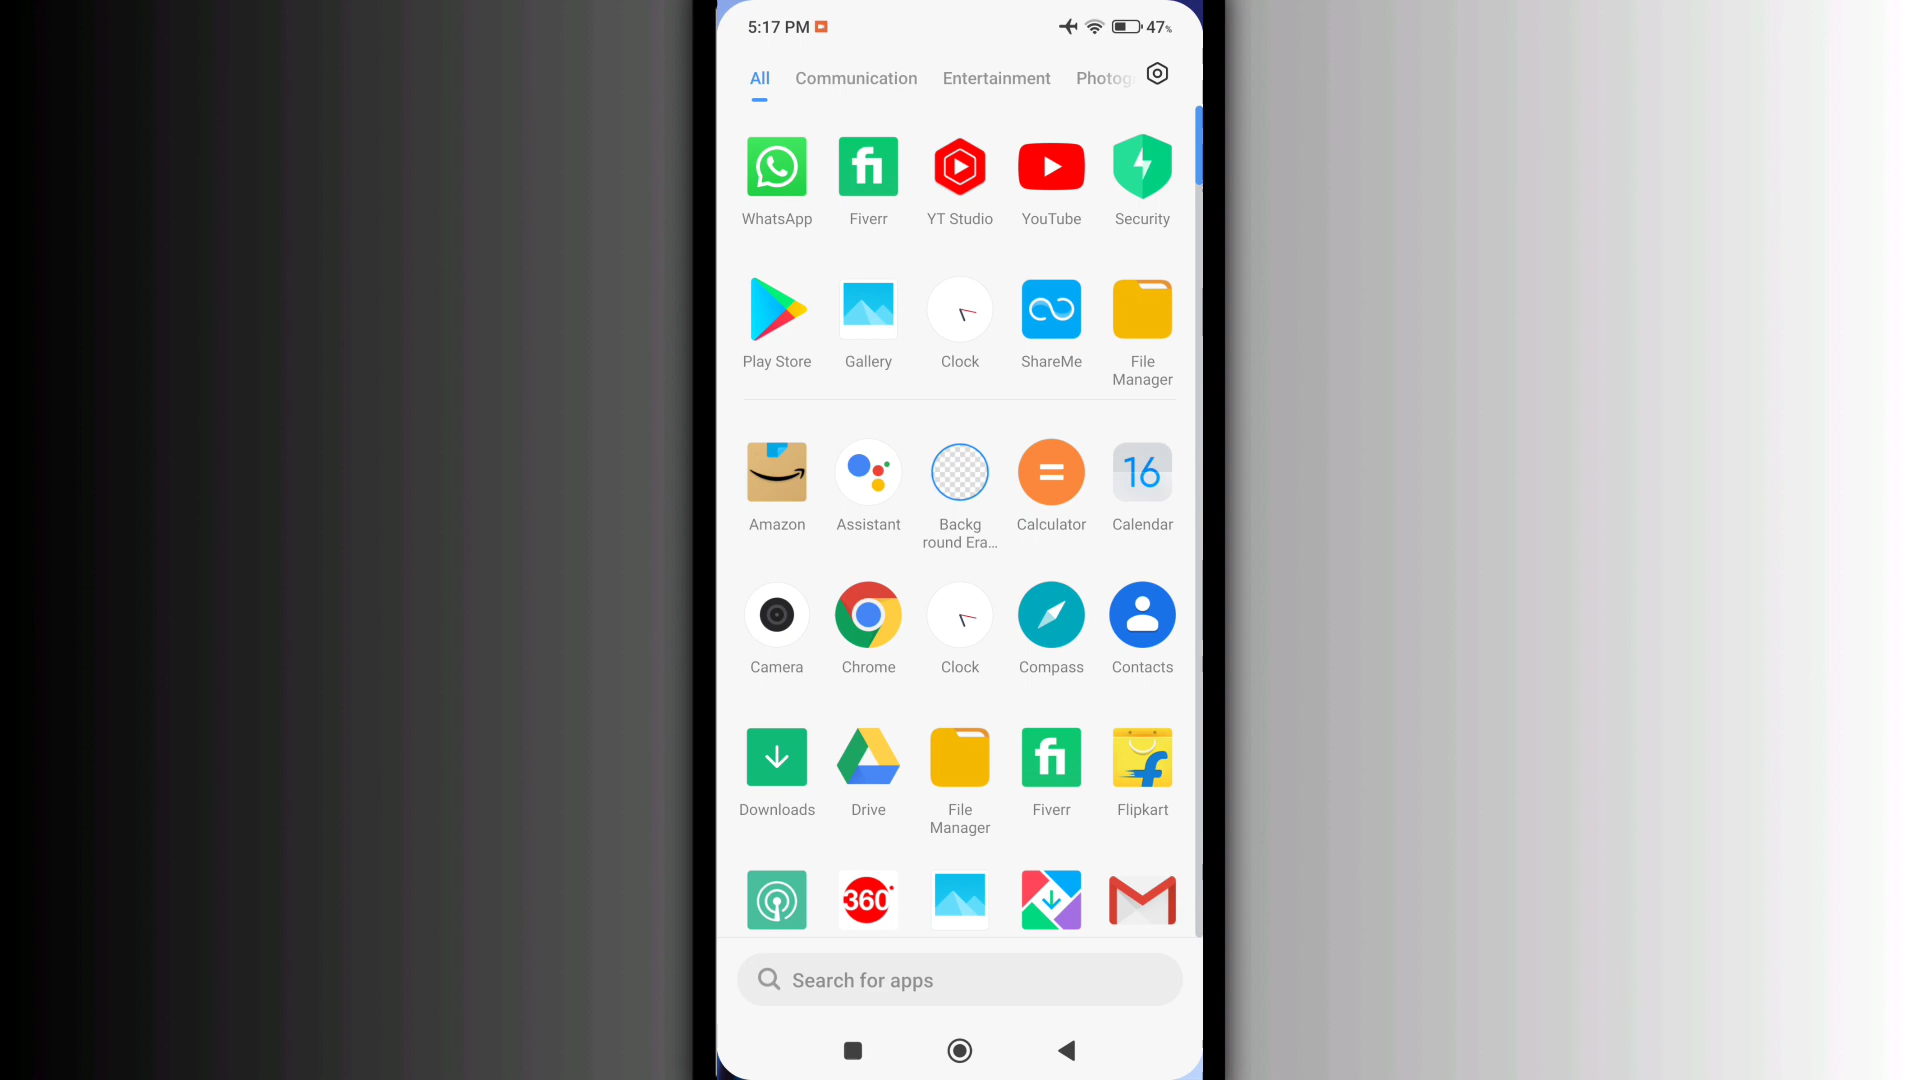 5:17 PM
47%
All Communication Entertainment Photog
WhatsApp Fiverr YT Studio YouTube Security
Play Store Gallery Clock ShareMe File
Manager
16
Amazon Assistant Backg Calculator Calendar
round Era...
Camera Chrome Clock Compass Contacts
Downloads Drive File Fiverr Flipkart
Manager
360
Search for apps